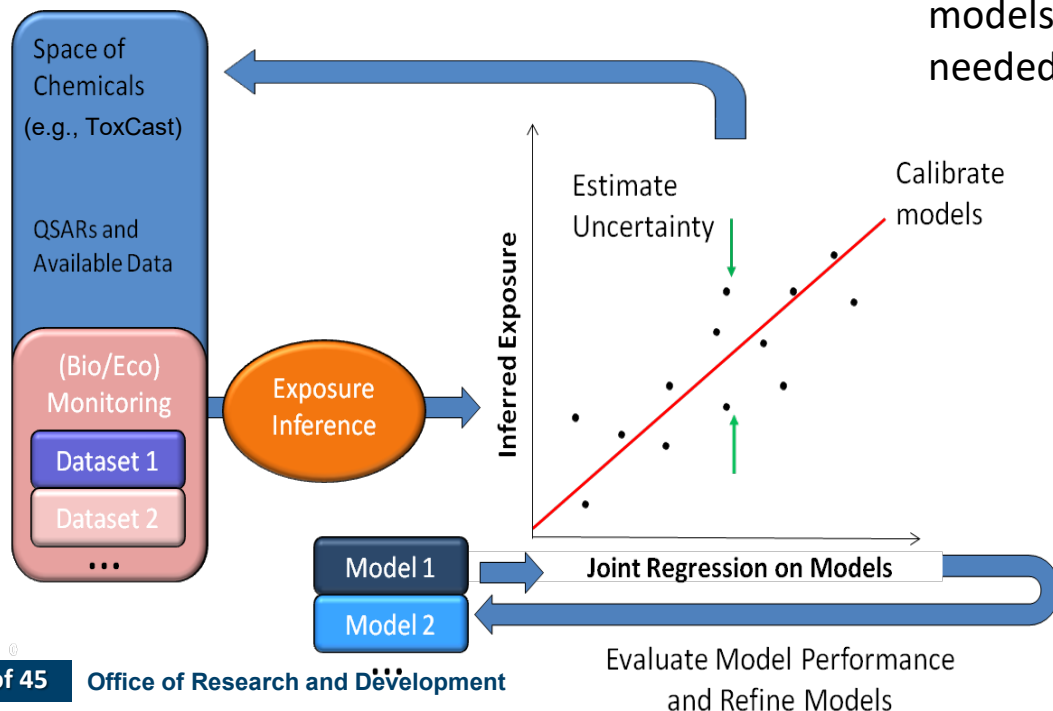 models
needed
Space of
Chemicals
(e.g., ToxCast)
QSARs and
Available Data
(Bio/Eco)
Monitoring
Dataset 1
Dataset 2
...
Exposure
Inference
Estimate
Uncertainty
Calibrate
models
Inferred Exposure
Model 1
Model 2
...
Joint Regression on Models
Evaluate Model Performance
and Refine Models
of 45
Office of Research and Development